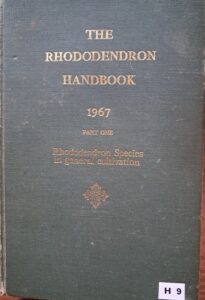 THE
RHODODENDRON
HANDBOOK
1967
PART ONE
Rhododendron Species
in general cultivation
H 9